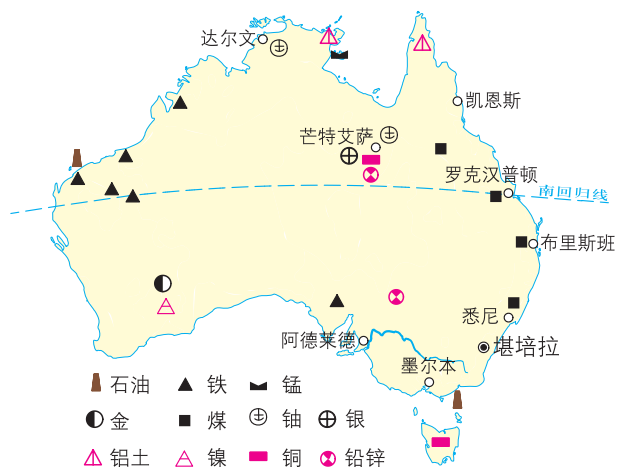 达尔文
凯恩斯
芒特艾萨
罗克汉普顿
南回归线
布里斯班
悉尼
阿德莱德
堪培拉
墨尔本
石油 铁 锰
金 煤 铀 银
铝土 镍 铜 铅锌